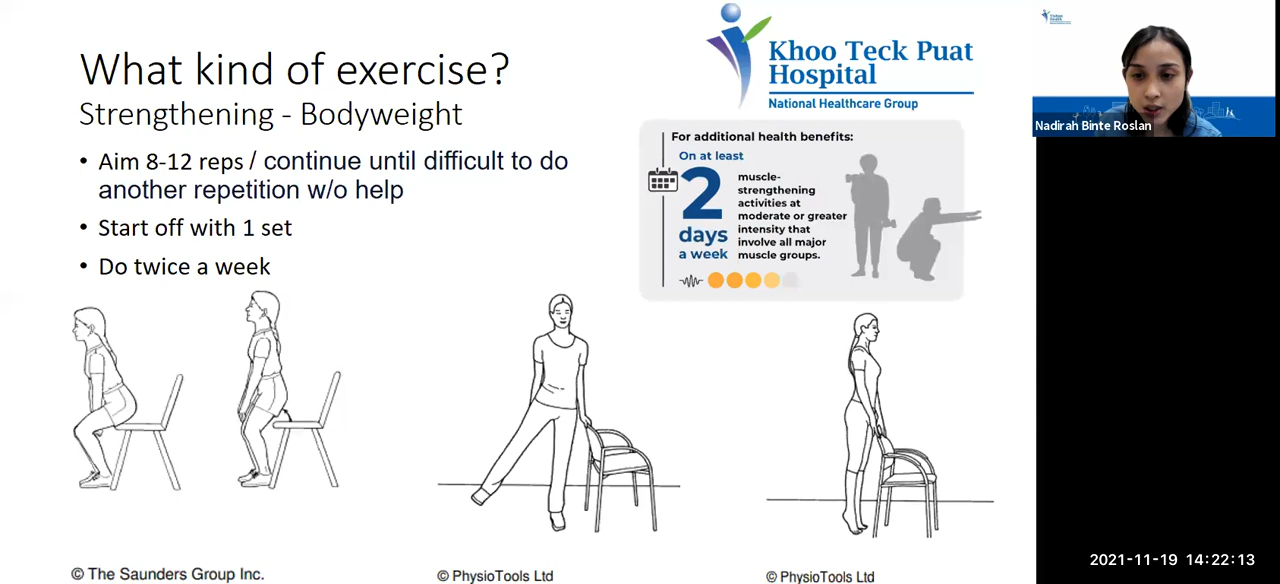 What kind of exercise?
Strengthening - Bodyweight
• Aim 8-12 reps / continue until difficult to do
another repetition w/o help
• Start off with 1 set
• Do twice a week
Khoo Teck Puat
Hospital
National Healthcare Group
For additional health benefits:
On at least
2
days
a week
muscle-
strengthening
activities at
moderate or greater
intensity that
involve all major
muscle groups.
© The Saunders Group Inc.
© PhysioTools Ltd
© PhysioTools Ltd
Nadirah Binte Roslan
2021-11-19 14:22:13